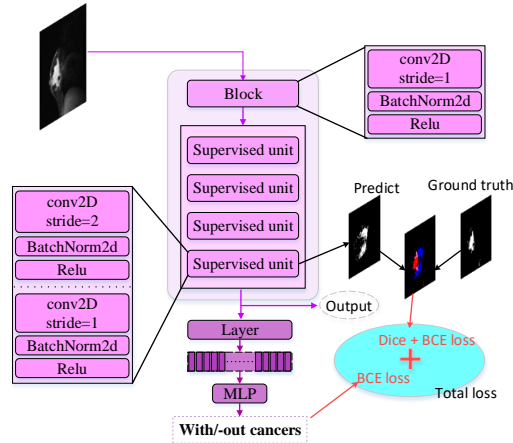 conv2D
stride=1
BatchNorm2d
Relu
Block
Supervised unit
Supervised unit
Supervised unit
Supervised unit
conv2D
stride=2
BatchNorm2d
Relu
conv2D
stride=1
BatchNorm2d
Relu
Predict
Ground truth
Output
Layer
MLP
With/-out cancers
Dice + BCE loss
+
BCE loss
Total loss